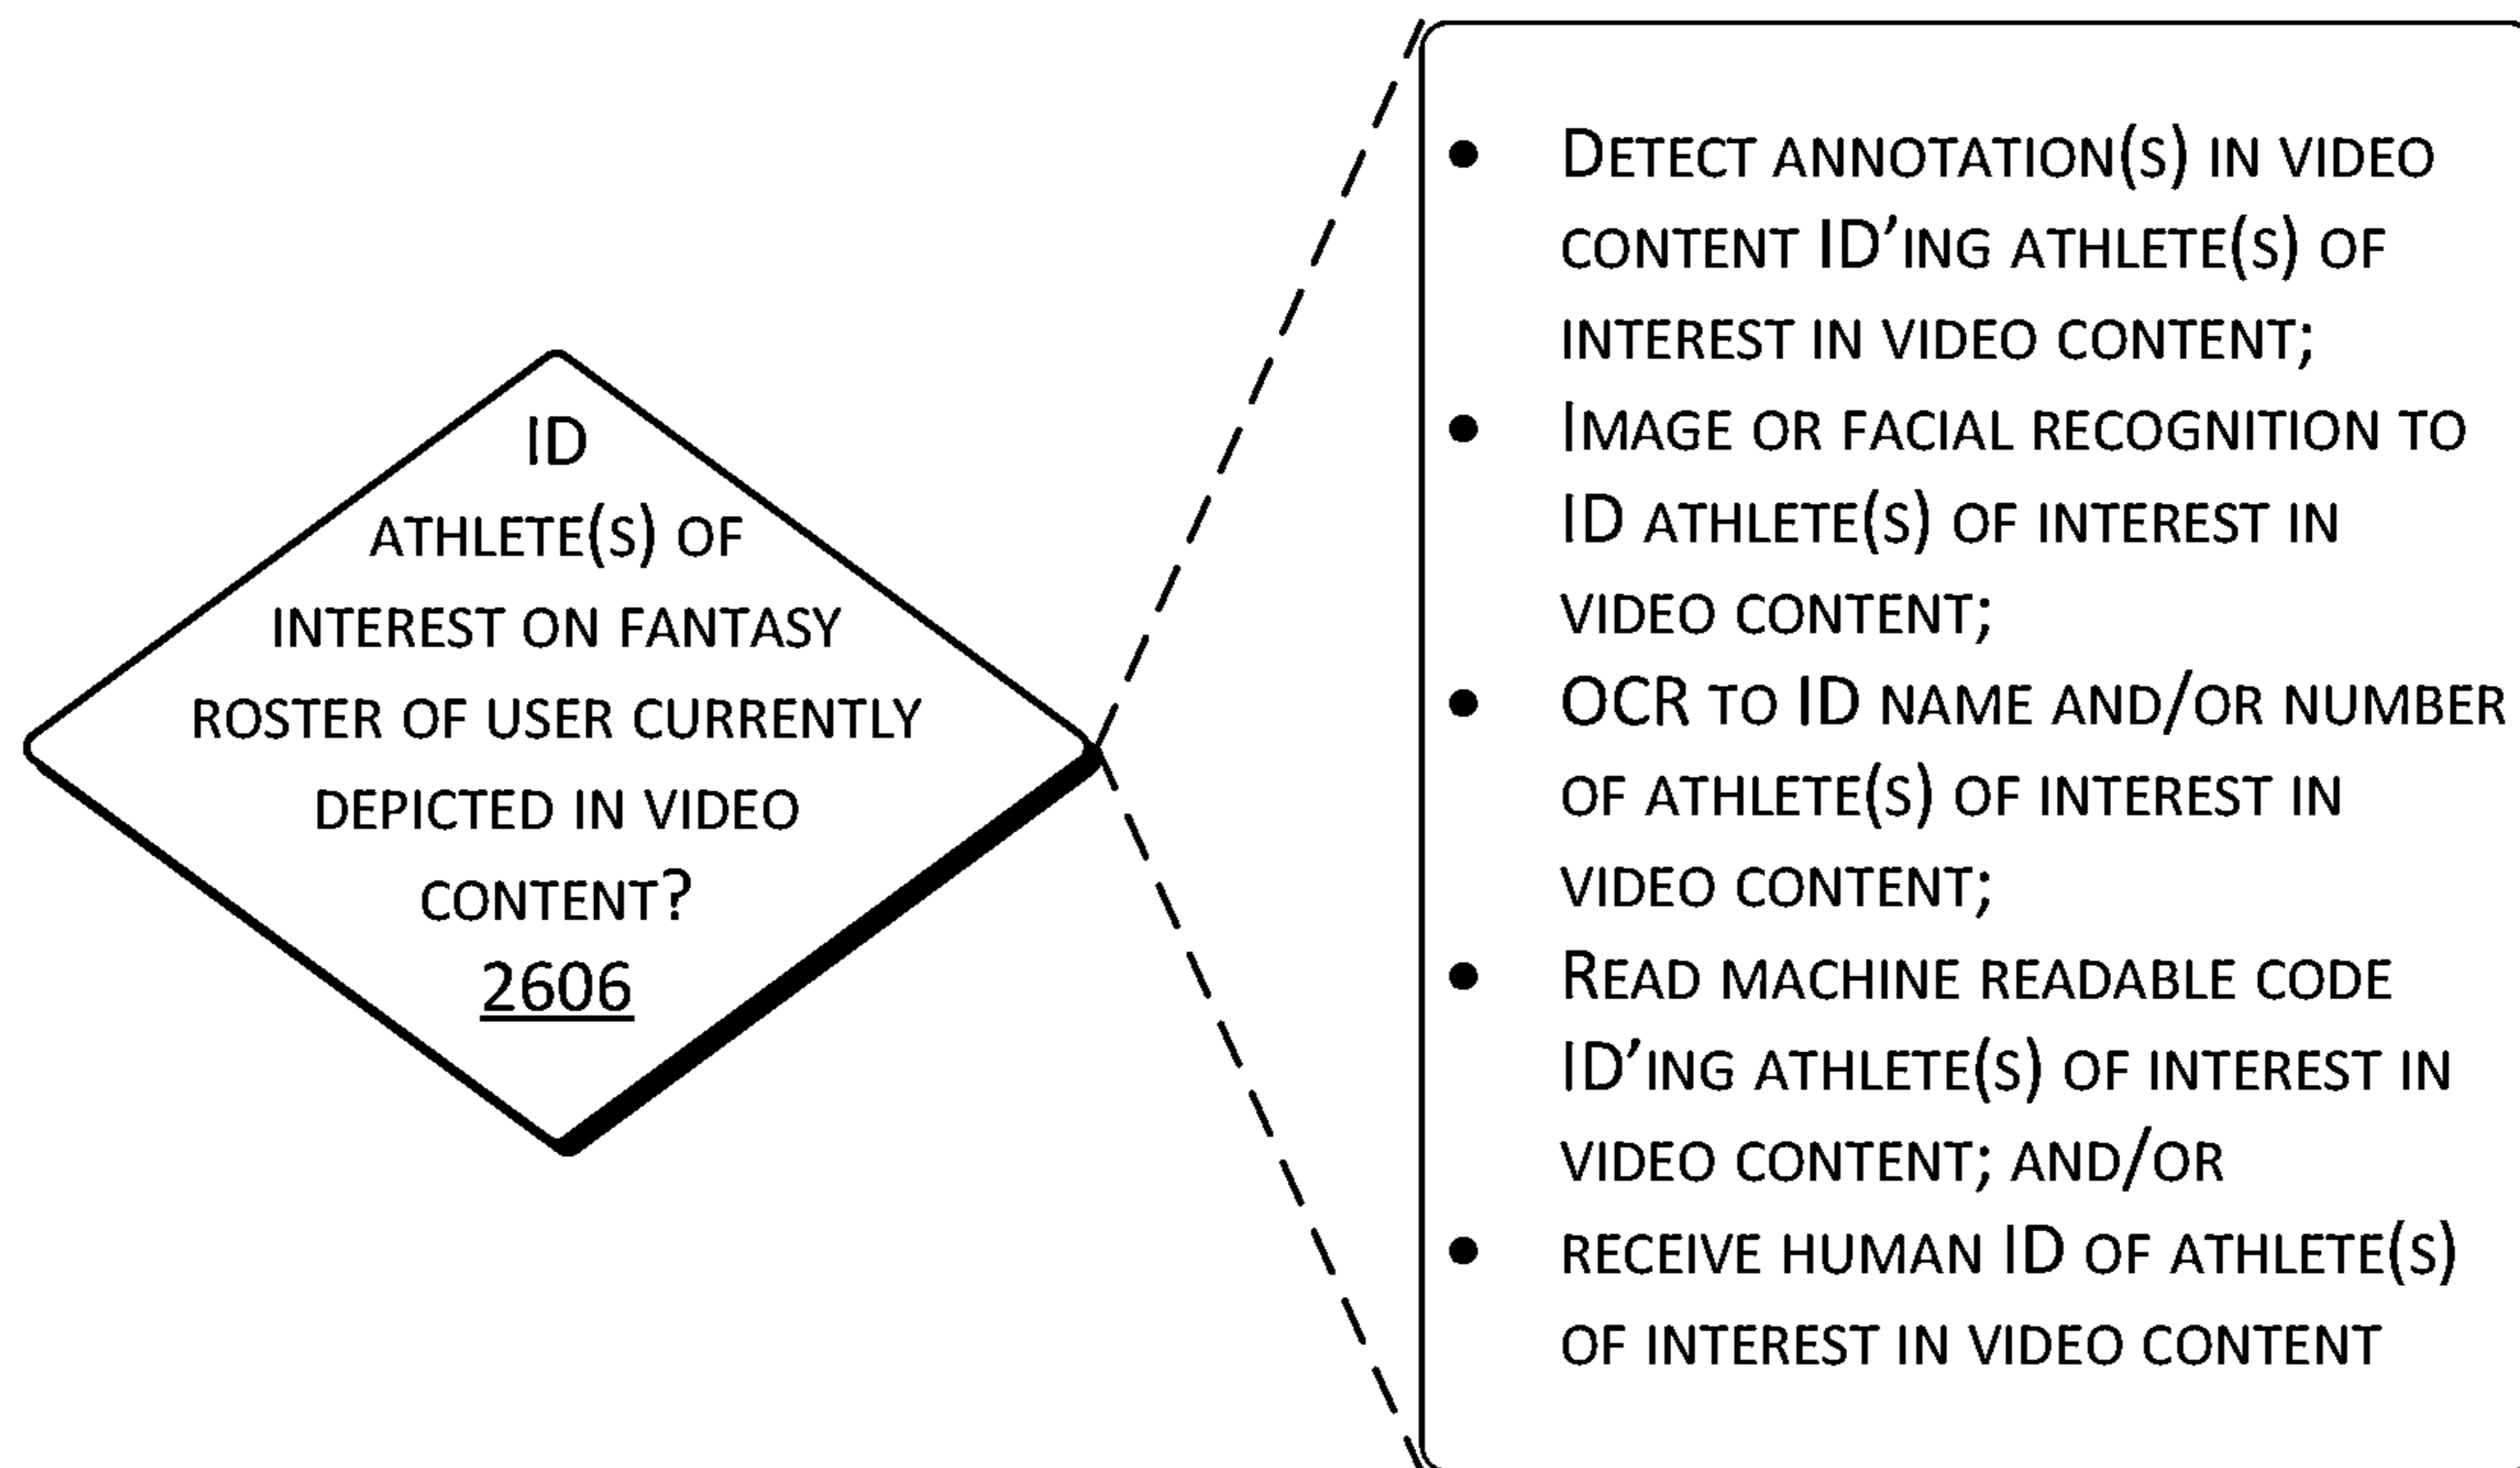 ID
ATHLETE(S) OF
INTEREST ON FANTASY
ROSTER OF USER CURRENTLY
DEPICTED IN VIDEO
CONTENT?
2606
• DETECT ANNOTATION(S) IN VIDEO
CONTENT ID'ING ATHLETE(S) OF
INTEREST IN VIDEO CONTENT;
• IMAGE OR FACIAL RECOGNITION TO
ID ATHLETE(S) OF INTEREST IN
VIDEO CONTENT;
• OCR TO ID NAME AND/OR NUMBER
OF ATHLETE(S) OF INTEREST IN
VIDEO CONTENT;
• READ MACHINE READABLE CODE
ID'ING ATHLETE(S) OF INTEREST IN
VIDEO CONTENT; AND/OR
• RECEIVE HUMAN ID OF ATHLETE(S)
OF INTEREST IN VIDEO CONTENT